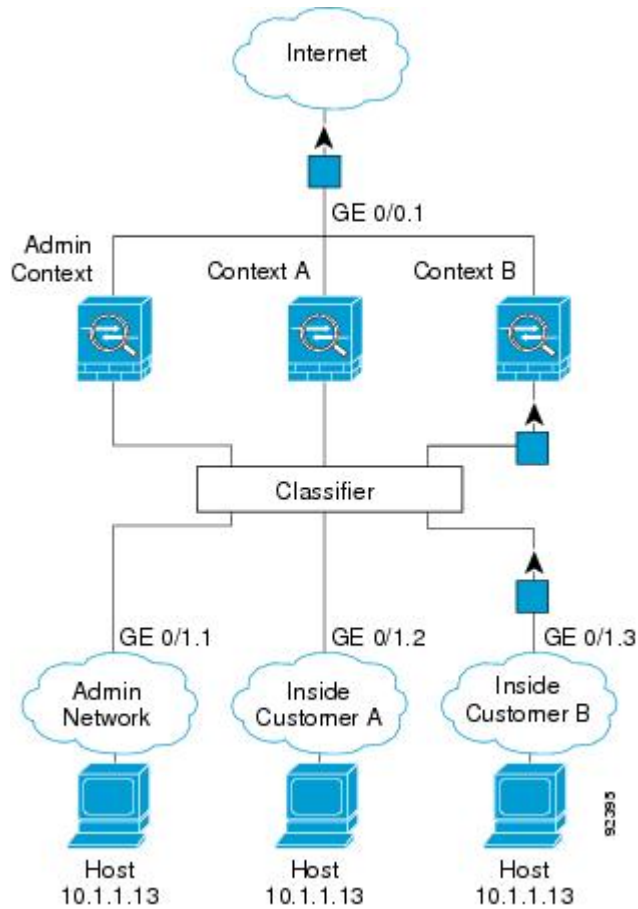 Internet
GE 0/0.1
Admin
Context
Context A
Context B
Classifier
GE 0/1.1
GE 0/1.2
GE 0/1.3
Admin
Network
Inside
Customer A
Inside
Customer B
92395
Host
10.1.1.13
Host
10.1.1.13
Host
10.1.1.13